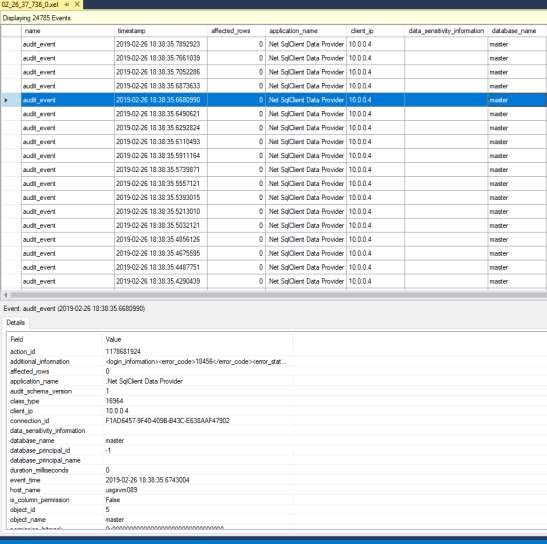 02_26_37_736_0.xel
Displaying 24785 Events
name timestamp affected_rows application_name client_ip data_sensitivity_information database_name
audit_event 2019-02-26 18:38:35.7892923 0 .Net SqlClient Data Provider 10.0.0.4 master
audit_event 2019-02-26 18:38:35.7661039 0 .Net SqlClient Data Provider 10.0.0.4 master
audit_event 2019-02-26 18:38:35.7052286 0 .Net SqlClient Data Provider 10.0.0.4 master
audit_event 2019-02-26 18:38:35.6873633 0 .Net SqlClient Data Provider 10.0.0.4 master
audit_event 2019-02-26 18:38:35.6680990 0 .Net SqlClient Data Provider 10.0.0.4 master
audit_event 2019-02-26 18:38:35.6490621 0 .Net SqlClient Data Provider 10.0.0.4 master
audit_event 2019-02-26 18:38:35.6292824 0 .Net SqlClient Data Provider 10.0.0.4 master
audit_event 2019-02-26 18:38:35.6110493 0 .Net SqlClient Data Provider 10.0.0.4 master
audit_event 2019-02-26 18:38:35.5911164 0 .Net SqlClient Data Provider 10.0.0.4 master
audit_event 2019-02-26 18:38:35.5739871 0 .Net SqlClient Data Provider 10.0.0.4 master
audit_event 2019-02-26 18:38:35.5557121 0 .Net SqlClient Data Provider 10.0.0.4 master
audit_event 2019-02-26 18:38:35.5393015 0 .Net SqlClient Data Provider 10.0.0.4 master
audit_event 2019-02-26 18:38:35.5213010 0 .Net SqlClient Data Provider 10.0.0.4 master
audit_event 2019-02-26 18:38:35.5032121 0 .Net SqlClient Data Provider 10.0.0.4 master
audit_event 2019-02-26 18:38:35.4856126 0 .Net SqlClient Data Provider 10.0.0.4 master
audit_event 2019-02-26 18:38:35.4675595 0 .Net SqlClient Data Provider 10.0.0.4 master
audit_event 2019-02-26 18:38:35.4487751 0 .Net SqlClient Data Provider 10.0.0.4 master
audit_event 2019-02-26 18:38:35.4290439 0 .Net SqlClient Data Provider 10.0.0.4 master
Event: audit_event (2019-02-26 18:38:35.6680990)
Details
Field Value
action_id 1178681924
additional_information <login_information><error_code>18456</error_code><error_stat...
affected_rows 0
application_name .Net SqlClient Data Provider
audit_schema_version 1
class_type 16964
client_ip 10.0.0.4
connection_id F1AD6457-9F40-409B-B43C-E638AAF47902
data_sensitivity_information
database_name master
database_principal_id -1
database_principal_name
duration_milliseconds 0
event_time 2019-02-26 18:38:35.6743004
host_name usgavm089
is_column_permission False
object_id 5
object_name master